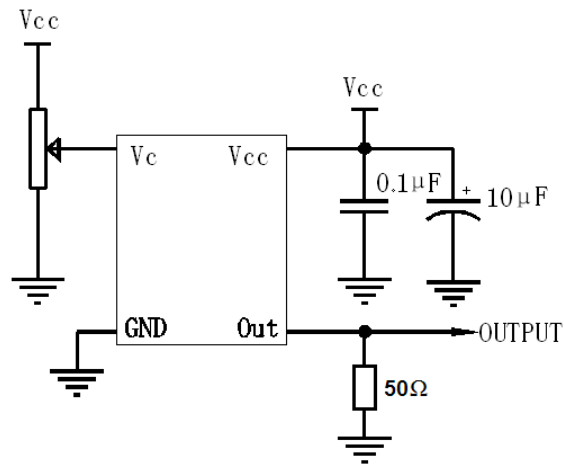 Vcc
Vcc
Vc
Vcc
0.1μF
+
10μF
GND
Out
OUTPUT
50Ω